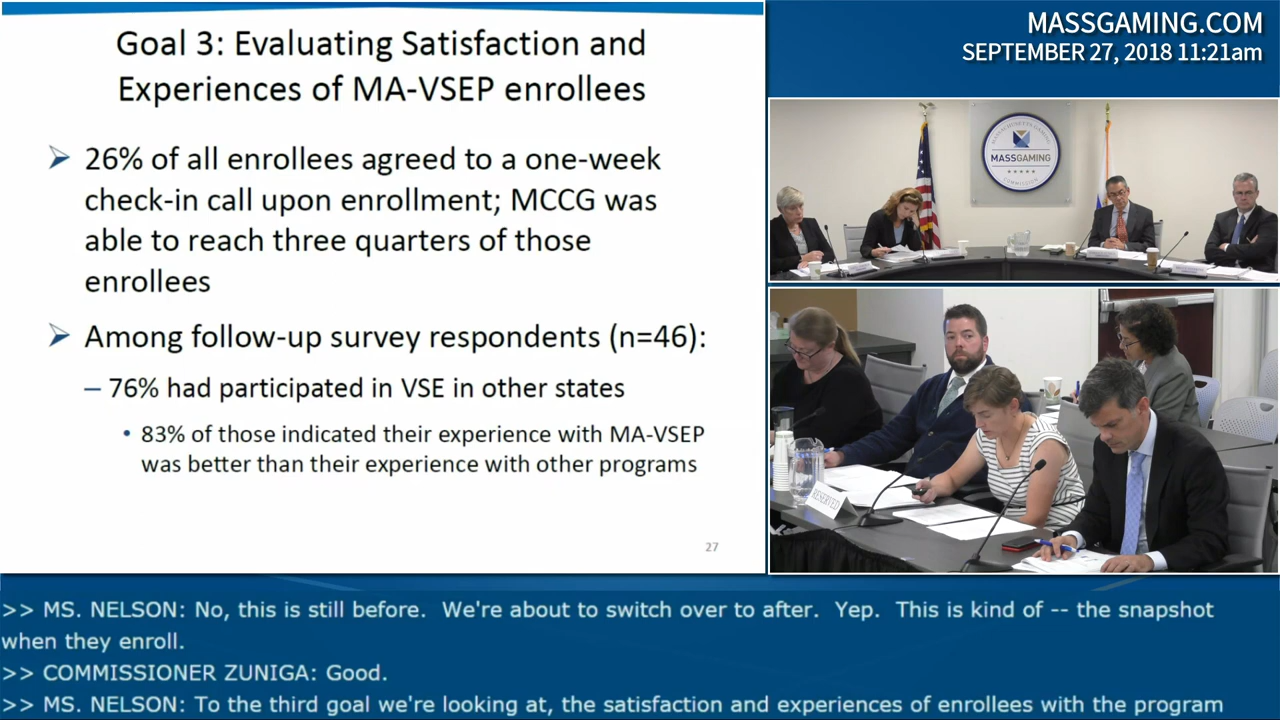 Goal 3: Evaluating Satisfaction and
Experiences of MA-VSEP enrollees
26% of all enrollees agreed to a one-week
check-in call upon enrollment; MCCG was
able to reach three quarters of those
enrollees
Among follow-up survey respondents (n=46):
– 76% had participated in VSE in other states
• 83% of those indicated their experience with MA-VSEP
was better than their experience with other programs
27
MASSGAMING.COM
SEPTEMBER 27, 2018 11:21am
MASSGAMING
RESERVED
>> MS. NELSON: No, this is still before. We're about to switch over to after. Yep. This is kind of -- the snapshot
when they enroll.
>> COMMISSIONER ZUNIGA: Good.
>> MS. NELSON: To the third goal we're looking at, the satisfaction and experiences of enrollees with the program